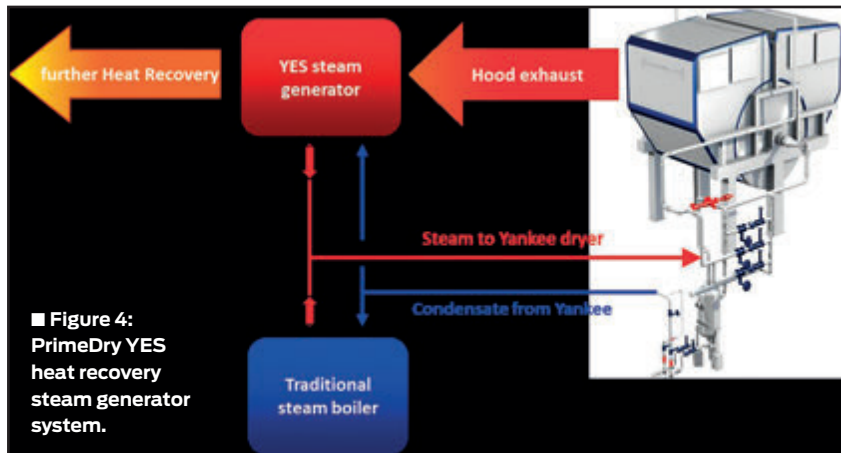 further Heat Recovery
YES steam
generator
Hood exhaust
Steam to Yankee dryer
Condensate from Yankee
■ Figure 4:
PrimeDry YES
heat recovery
steam generator
system.
Traditional
steam boiler